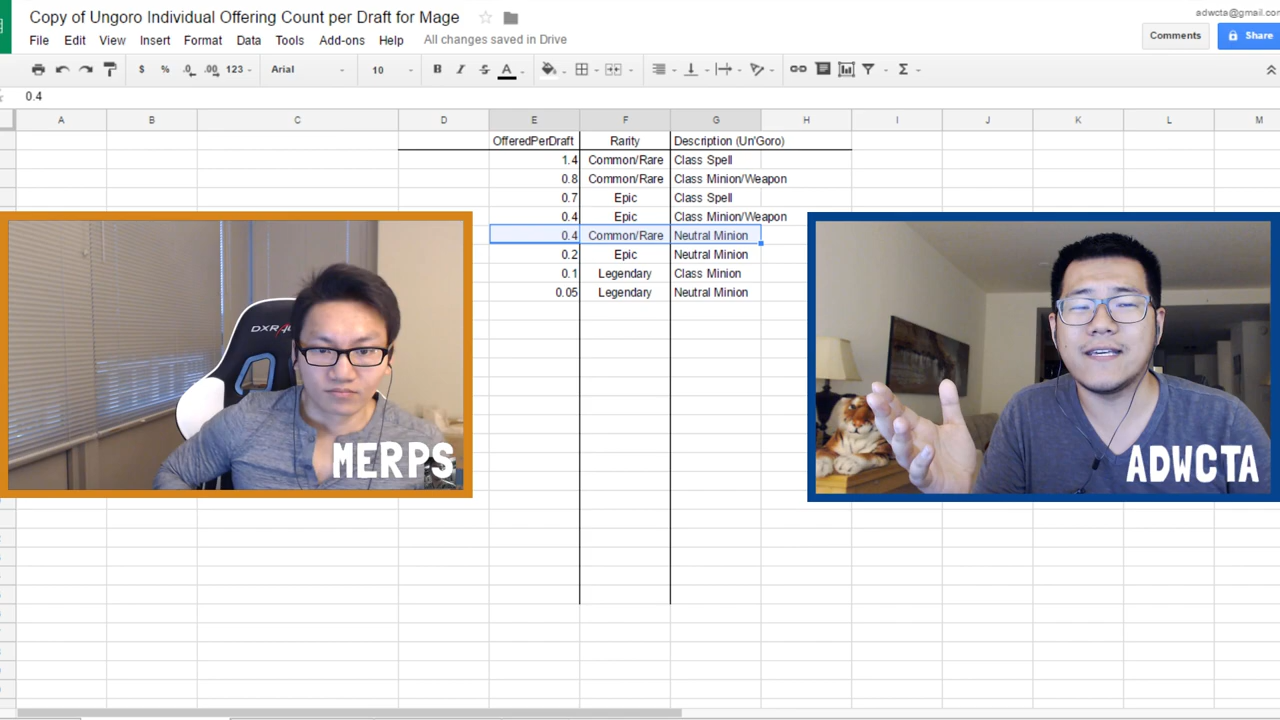 Copy of Ungoro Individual Offering Count per Draft for Mage
adwcta@gmail.com
File Edit View Insert Format Data Tools Add-ons Help All changes saved in Drive
Comments Share
$ % .0 .00 123 Arial 10 B I S A
0.4
A B C D E F G H I J K L M
OfferedPerDraft Rarity Description (Un'Goro)
1.4 Common/Rare Class Spell
0.8 Common/Rare Class Minion/Weapon
0.7 Epic Class Spell
0.4 Epic Class Minion/Weapon
0.4 Common/Rare Neutral Minion
0.2 Epic Neutral Minion
0.1 Legendary Class Minion
0.05 Legendary Neutral Minion
DXR
MERPS
ADWCTA